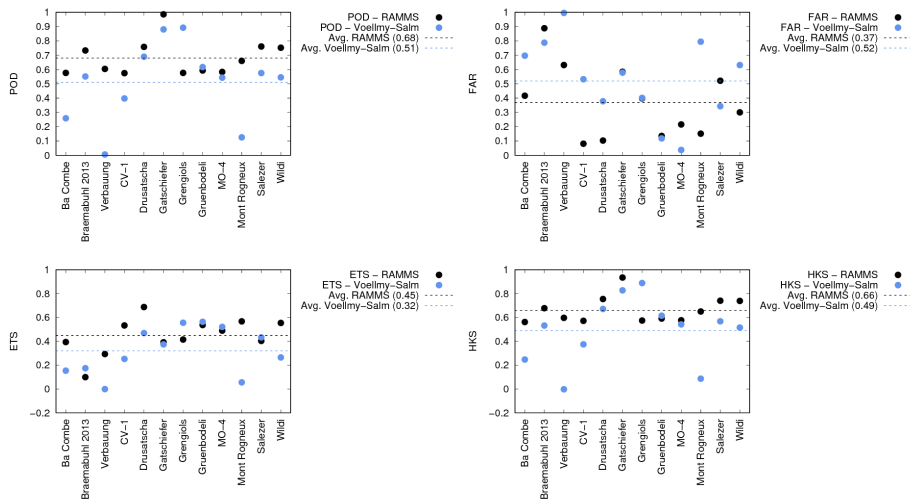 POD
1
0.9
0.8
0.7
0.6
0.5
0.4
0.3
0.2
0.1
0
Ba Combe
Braemabuhl 2013
Verbauung
CV−1
Drusatscha
Gatschiefer
Grengiols
Gruenbodeli
MO−4
Mont Rogneux
Salezer
Wildi
POD − RAMMS
POD − Voellmy−Salm
Avg. RAMMS (0.68)
Avg. Voellmy−Salm (0.51)
FAR
1
0.9
0.8
0.7
0.6
0.5
0.4
0.3
0.2
0.1
0
Ba Combe
Braemabuhl 2013
Verbauung
CV−1
Drusatscha
Gatschiefer
Grengiols
Gruenbodeli
MO−4
Mont Rogneux
Salezer
Wildi
FAR − RAMMS
FAR − Voellmy−Salm
Avg. RAMMS (0.37)
Avg. Voellmy−Salm (0.52)
ETS
1
0.8
0.6
0.4
0.2
0
−0.2
Ba Combe
Braemabuhl 2013
Verbauung
CV−1
Drusatscha
Gatschiefer
Grengiols
Gruenbodeli
MO−4
Mont Rogneux
Salezer
Wildi
ETS − RAMMS
ETS − Voellmy−Salm
Avg. RAMMS (0.45)
Avg. Voellmy−Salm (0.32)
HKS
1
0.8
0.6
0.4
0.2
0
−0.2
Ba Combe
Braemabuhl 2013
Verbauung
CV−1
Drusatscha
Gatschiefer
Grengiols
Gruenbodeli
MO−4
Mont Rogneux
Salezer
Wildi
HKS − RAMMS
HKS − Voellmy−Salm
Avg. RAMMS (0.66)
Avg. Voellmy−Salm (0.49)